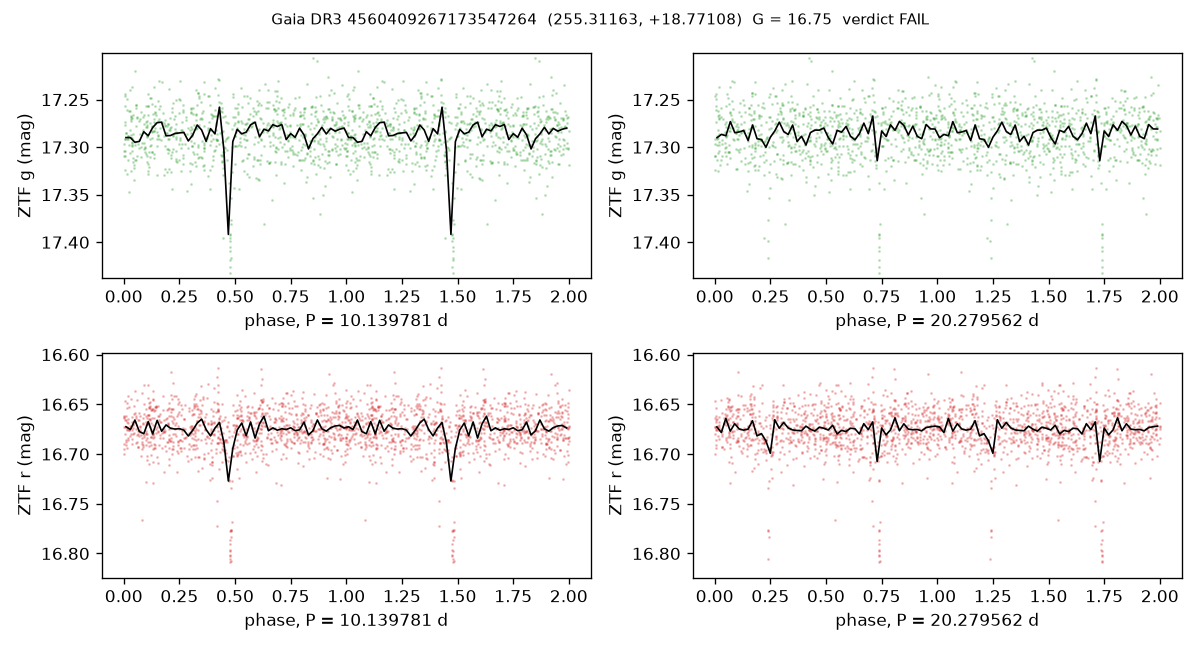 Gaia DR3 4560409267173547264 (255.31163, +18.77108) G = 16.75 verdict FAIL
ZTF g (mag)
17.25
17.30
17.35
17.40
0.00 0.25 0.50 0.75 1.00 1.25 1.50 1.75 2.00
phase, P = 10.139781 d
ZTF g (mag)
17.25
17.30
17.35
17.40
0.00 0.25 0.50 0.75 1.00 1.25 1.50 1.75 2.00
phase, P = 20.279562 d
ZTF r (mag)
16.60
16.65
16.70
16.75
16.80
0.00 0.25 0.50 0.75 1.00 1.25 1.50 1.75 2.00
phase, P = 10.139781 d
ZTF r (mag)
16.60
16.65
16.70
16.75
16.80
0.00 0.25 0.50 0.75 1.00 1.25 1.50 1.75 2.00
phase, P = 20.279562 d